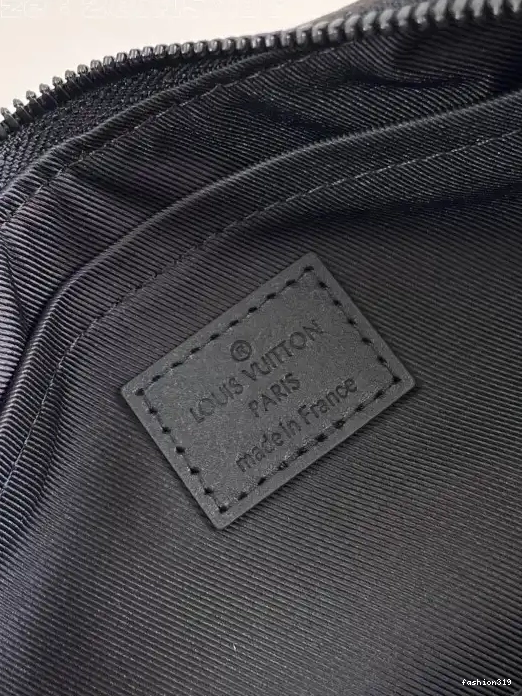 ®
LOUIS VUITTON
PARIS
made in France
fashion319